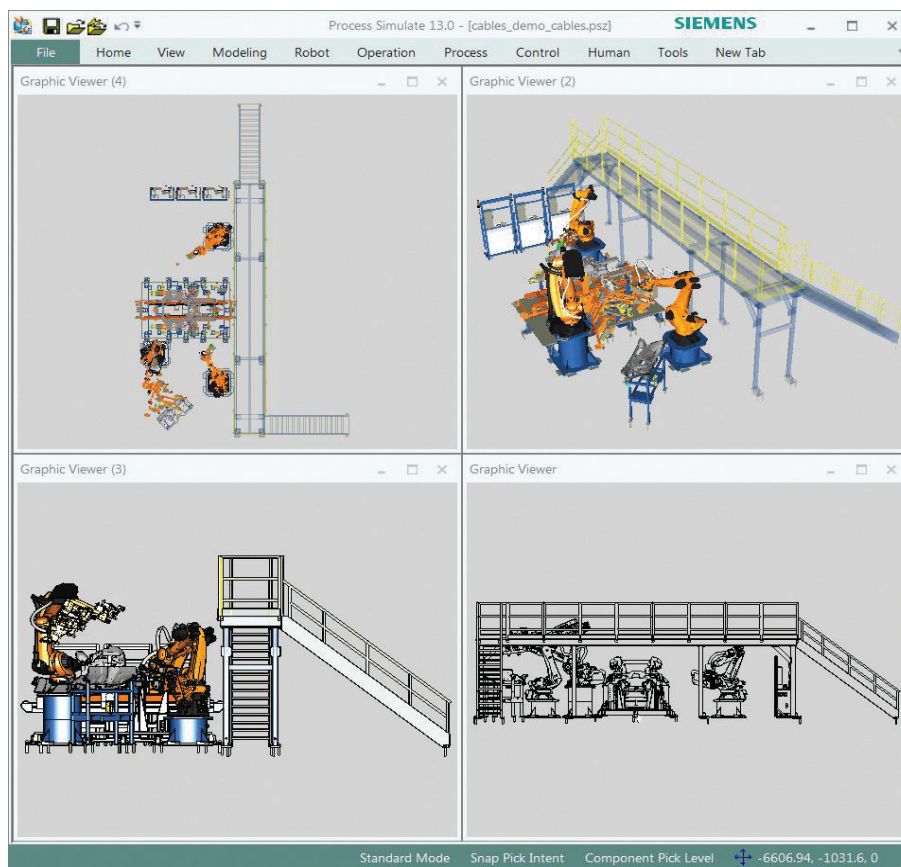 Process Simulate 13.0 - [cables_demo_cables.psz]
SIEMENS
File Home View Modeling Robot Operation Process Control Human Tools New Tab
Graphic Viewer (4)
Graphic Viewer (2)
Graphic Viewer (3)
Graphic Viewer
Standard Mode Snap Pick Intent Component Pick Level -6606.94, -1031.6, 0